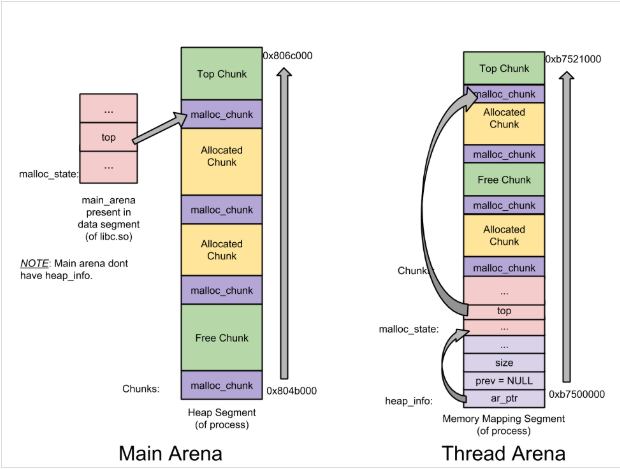 ...
top
...
malloc_state:
main_arena
present in
data segment
(of libc.so)
NOTE: Main arena dont
have heap_info.
0x806c000
Top Chunk
malloc_chunk
Allocated
Chunk
malloc_chunk
Allocated
Chunk
malloc_chunk
Free Chunk
Chunks:
malloc_chunk
0x804b000
Heap Segment
(of process)
Main Arena
0xb7521000
Top Chunk
malloc_chunk
Allocated
Chunk
malloc_chunk
Free Chunk
malloc_chunk
Allocated
Chunk
malloc_chunk
Chunks:
...
top
malloc_state:
...
...
size
prev = NULL
heap_info:
ar_ptr
0xb7500000
Memory Mapping Segment
(of process)
Thread Arena